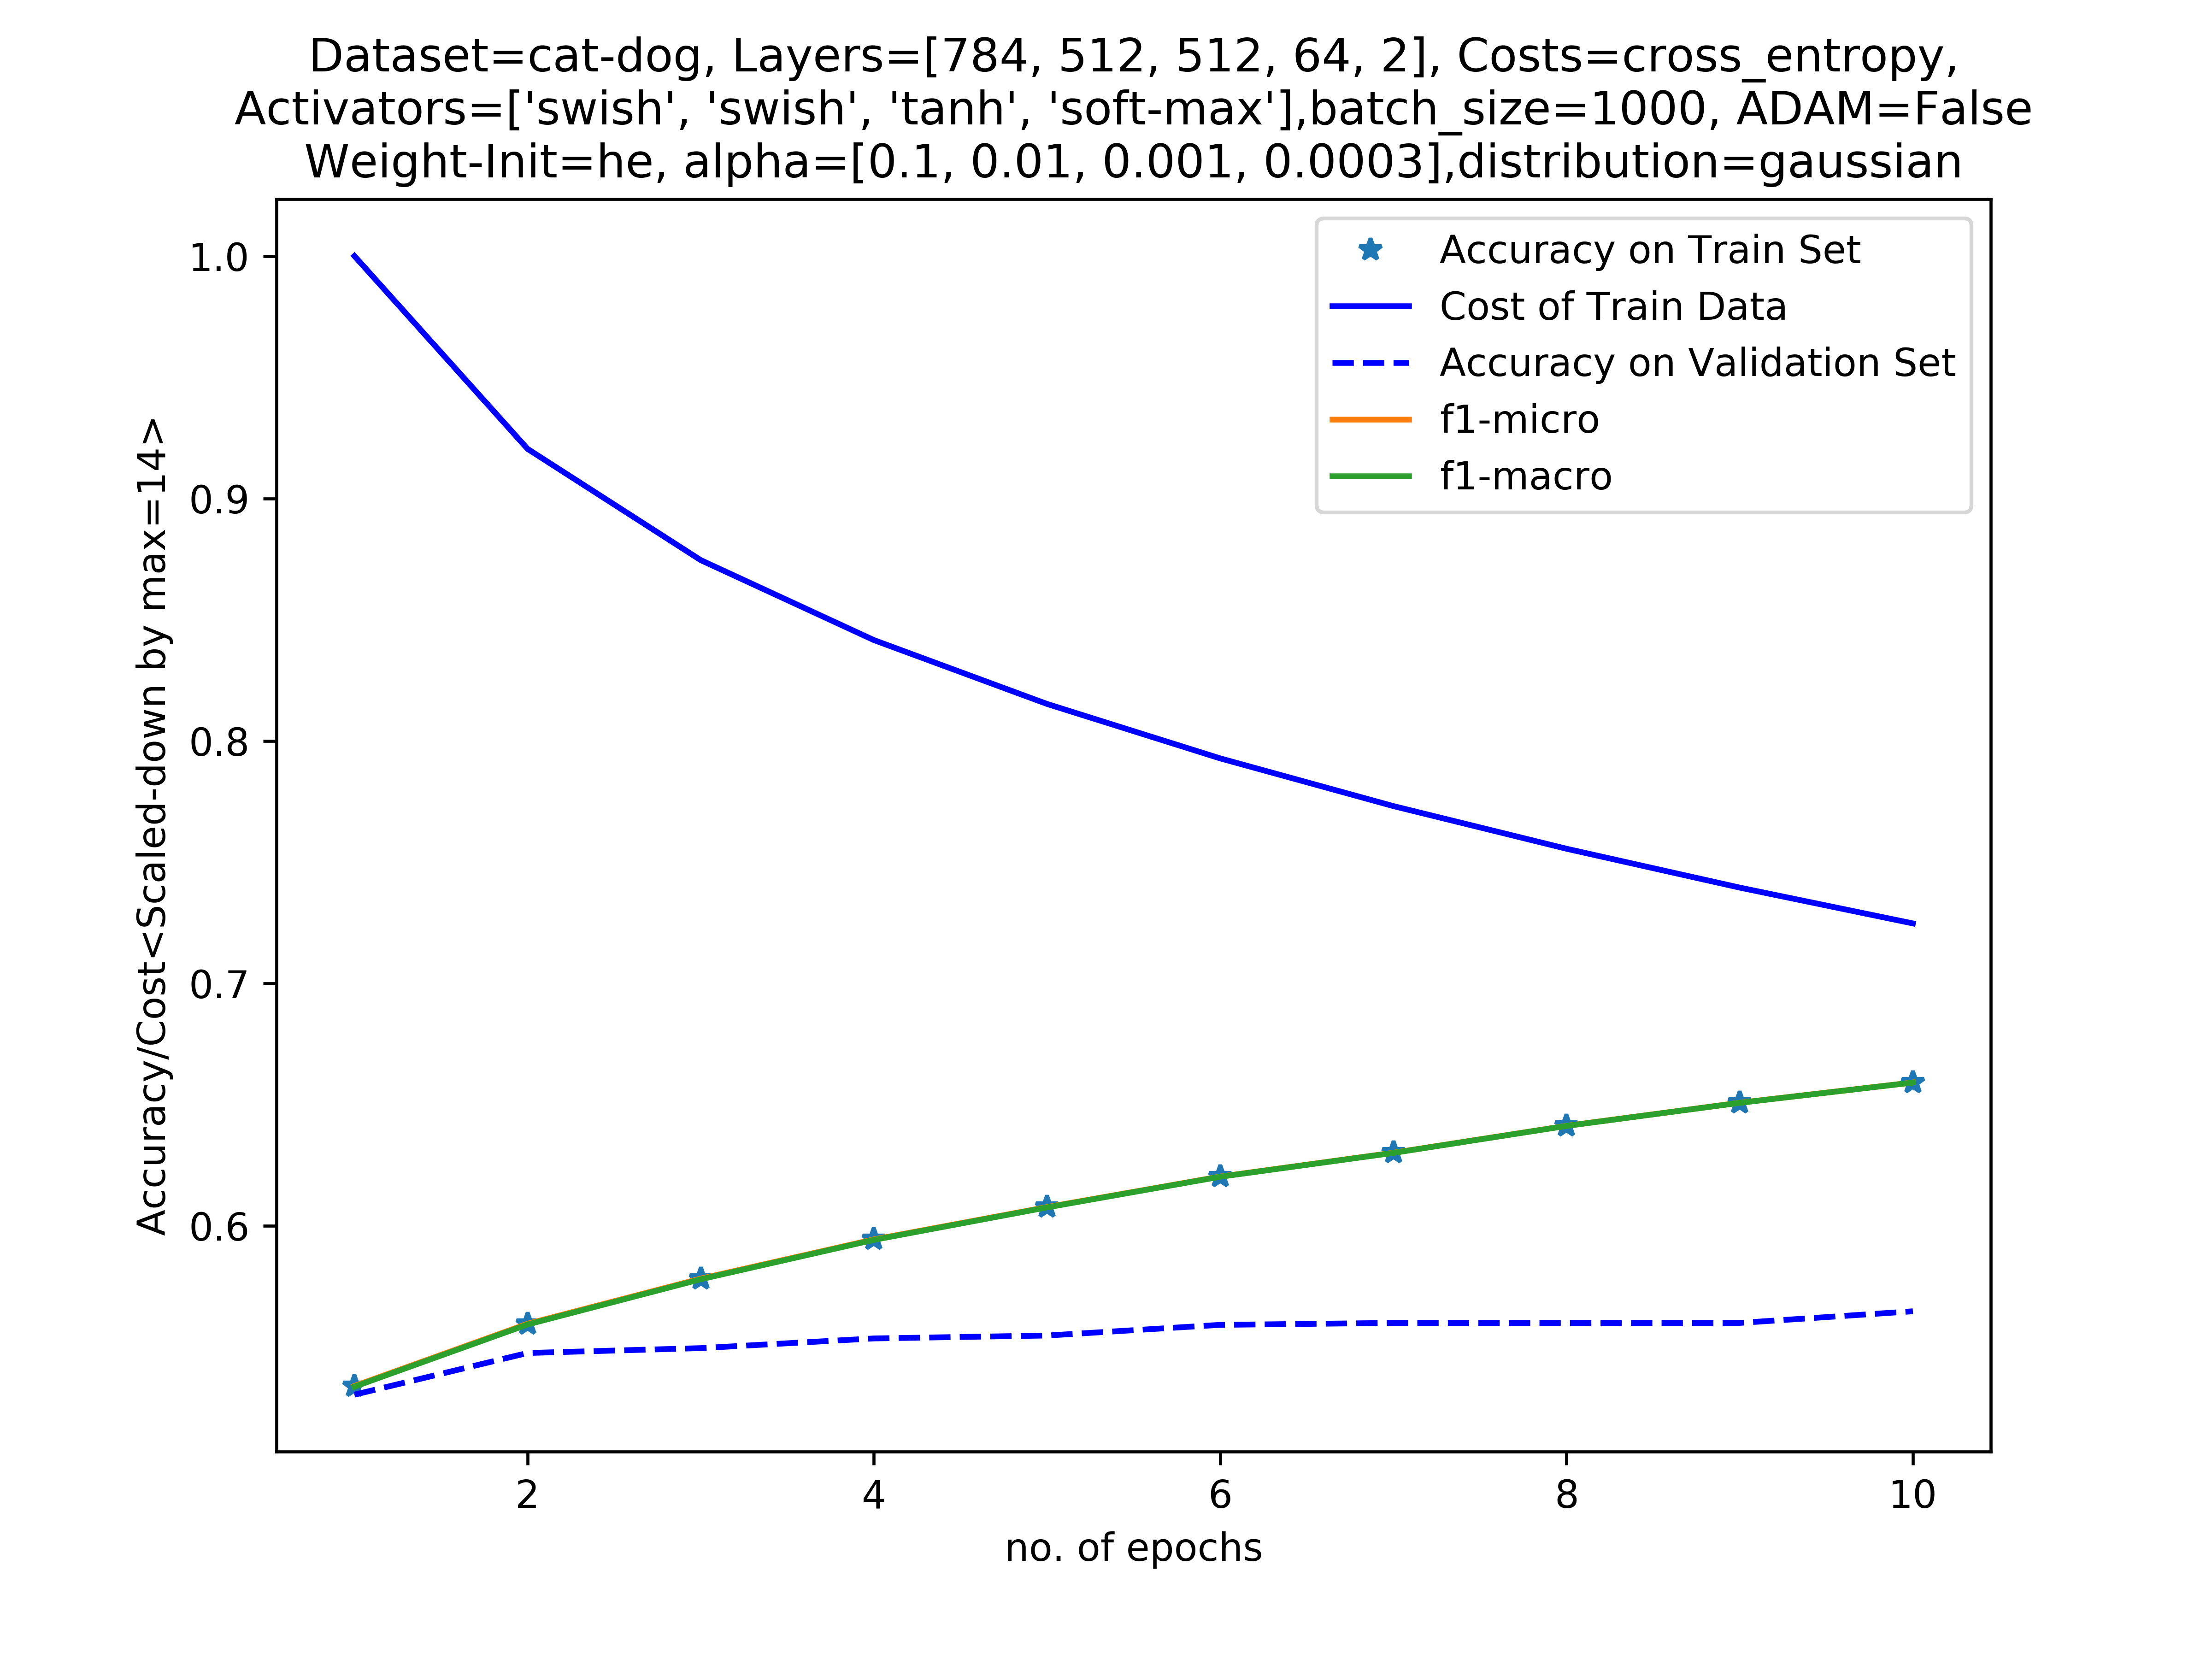 Dataset=cat-dog, Layers=[784, 512, 512, 64, 2], Costs=cross_entropy,
Activators=['swish', 'swish', 'tanh', 'soft-max'],batch_size=1000, ADAM=False
Weight-Init=he, alpha=[0.1, 0.01, 0.001, 0.0003],distribution=gaussian
Accuracy on Train Set
Cost of Train Data
Accuracy on Validation Set
f1-micro
f1-macro
Accuracy/Cost<Scaled-down by max=14>
1.0
0.9
0.8
0.7
0.6
2 4 6 8 10
no. of epochs